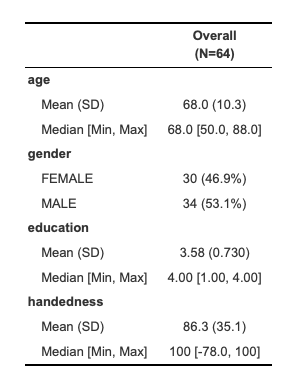 Overall
(N=64)
age
Mean (SD) 68.0 (10.3)
Median [Min, Max] 68.0 [50.0, 88.0]
gender
FEMALE 30 (46.9%)
MALE 34 (53.1%)
education
Mean (SD) 3.58 (0.730)
Median [Min, Max] 4.00 [1.00, 4.00]
handedness
Mean (SD) 86.3 (35.1)
Median [Min, Max] 100 [-78.0, 100]